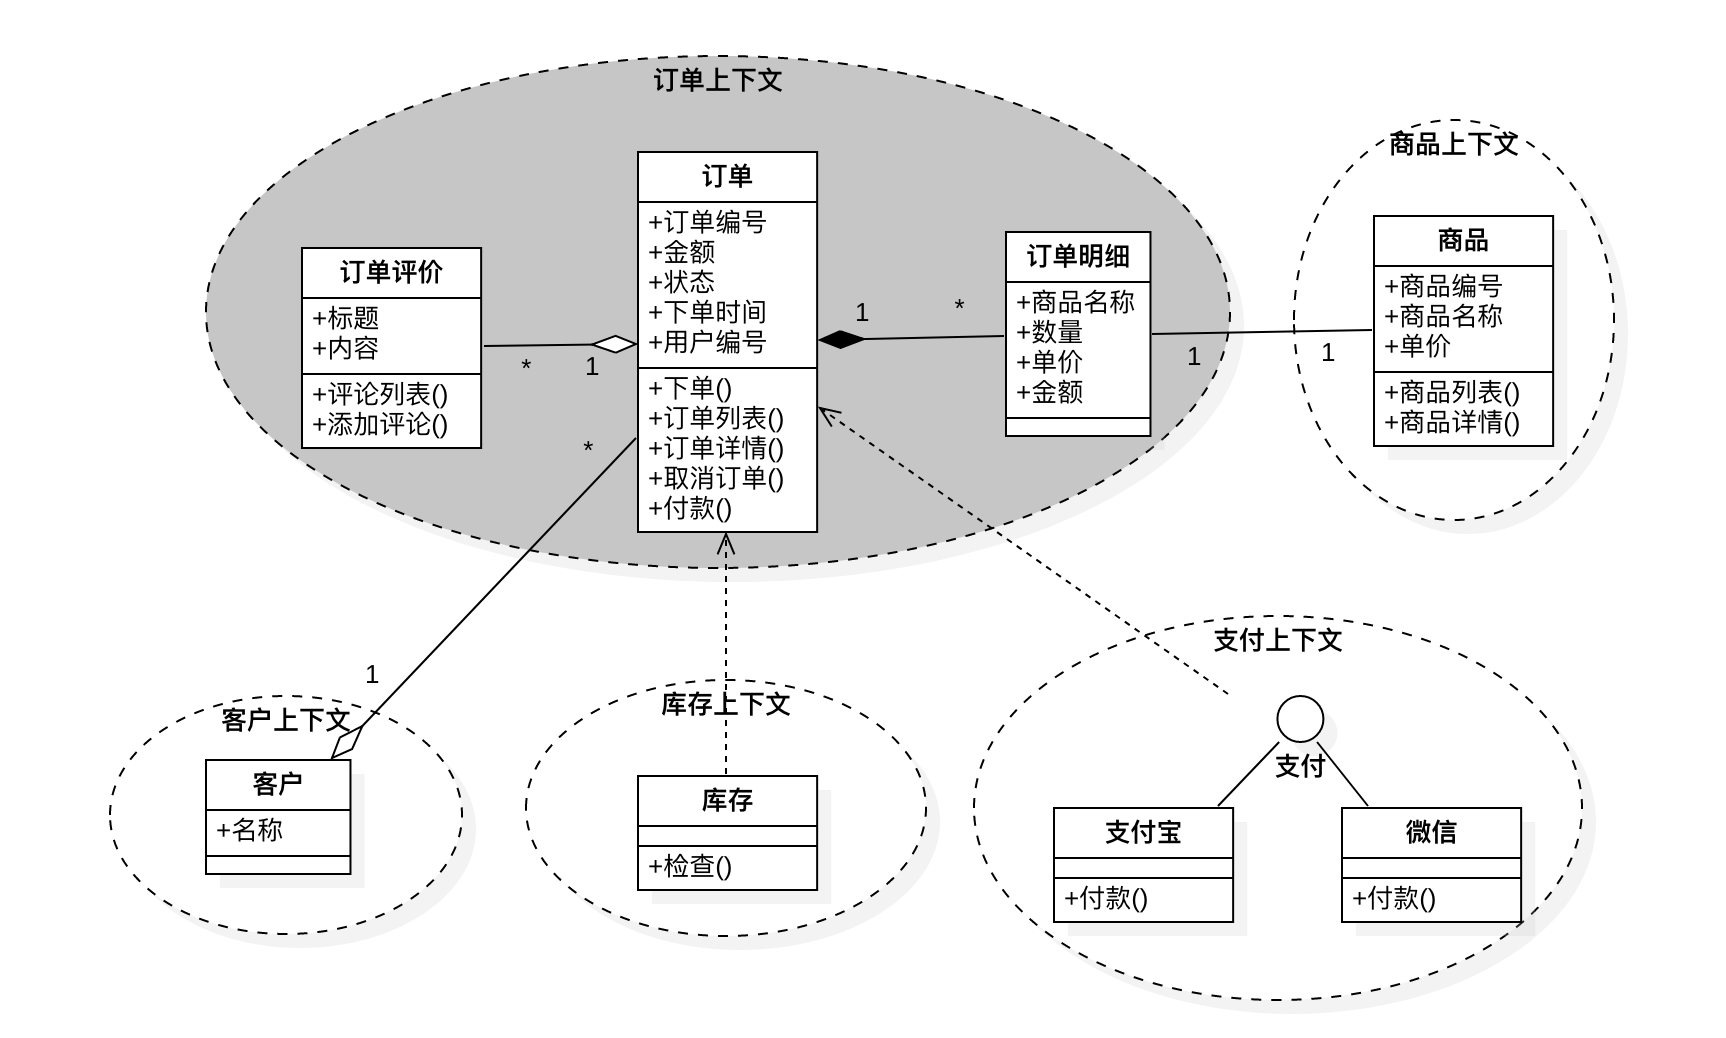 订单上下文
订单
+订单编号
+金额
+状态
+下单时间
+用户编号
+下单()
+订单列表()
+订单详情()
+取消订单()
+付款()
订单评价
+标题
+内容
+评论列表()
+添加评论()
*
1
1
*
订单明细
+商品名称
+数量
+单价
+金额
1
1
商品上下文
商品
+商品编号
+商品名称
+单价
+商品列表()
+商品详情()
*
1
客户上下文
客户
+名称
库存上下文
库存
+检查()
支付上下文
支付
支付宝
+付款()
微信
+付款()